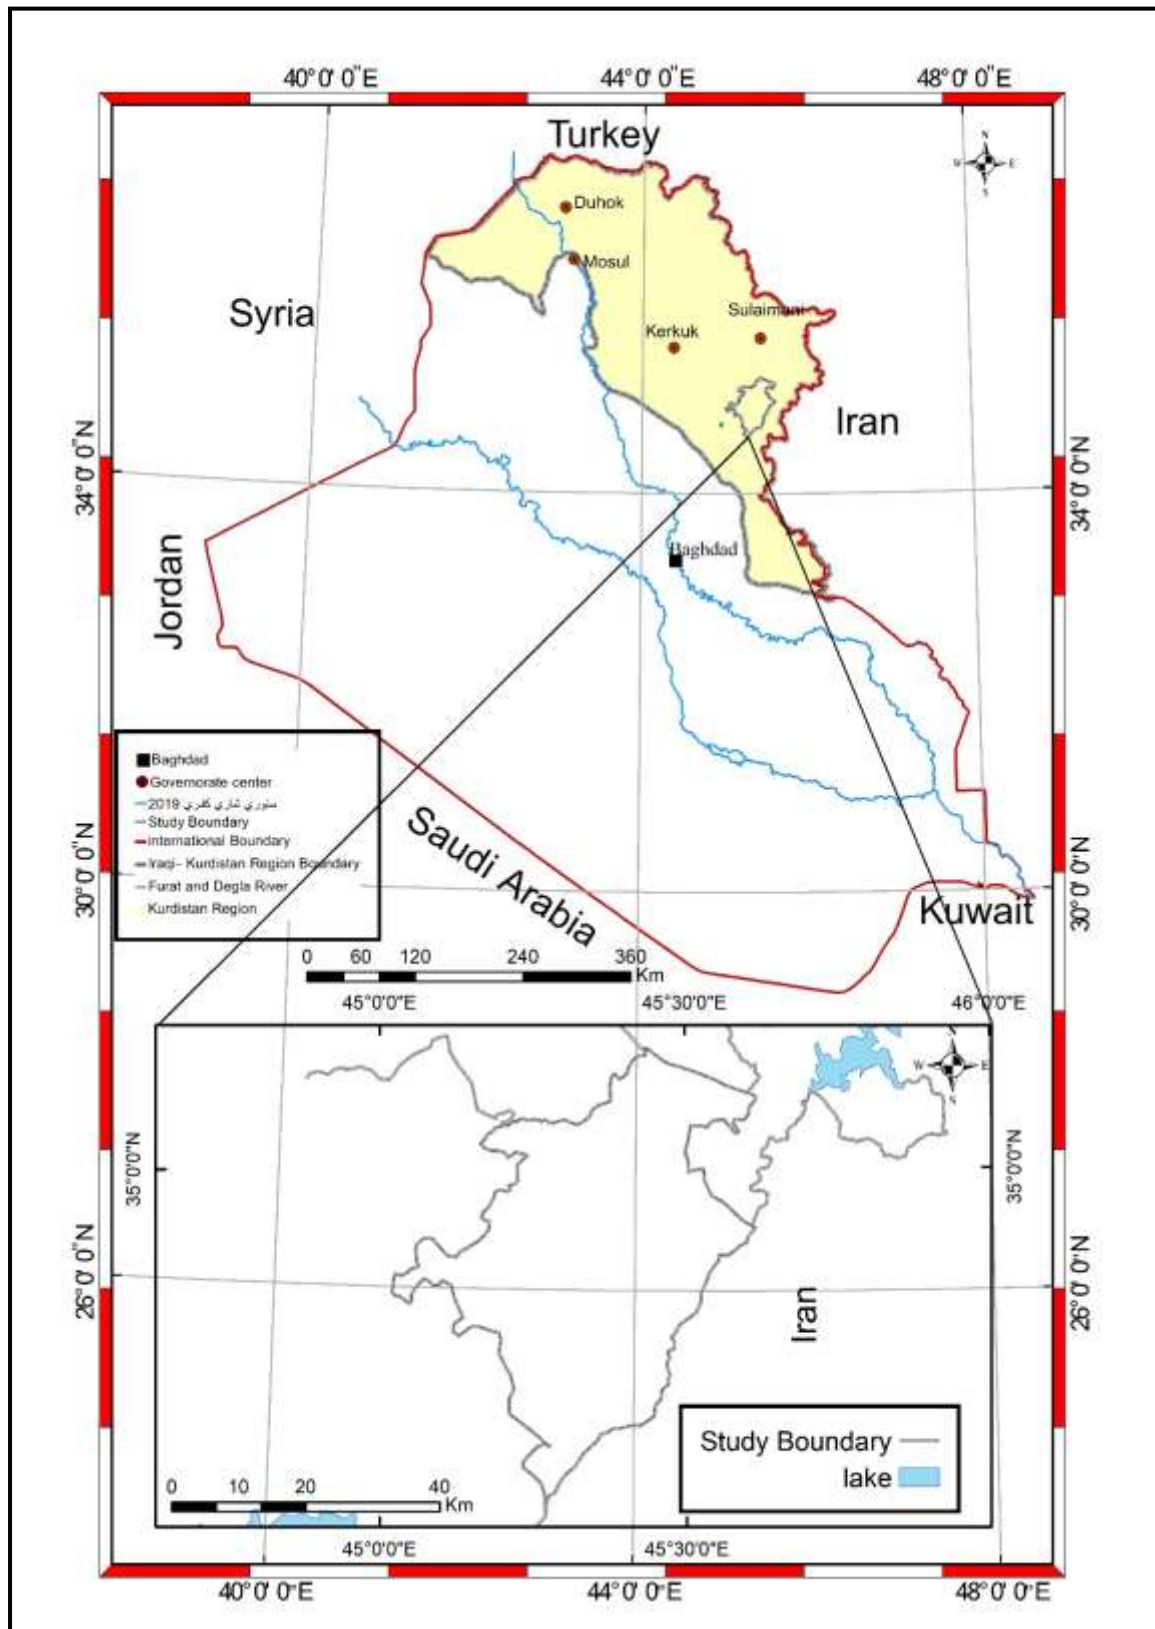 40°0' 0"E 44°0' 0"E 48°0' 0"E
Turkey
N
W E
S
Duhok
Mosul
Syria
Sulaimani
Kerkuk
Iran
34°0' 0"N 34°0' 0"N
Baghdad
Jordan
Baghdad
Governorate center
سنوري شاري كفري 2019
Study Boundary
international Boundary
Iraqi– Kurdistan Region Boundary
Furat and Degla River
Kurdistan Region
Saudi Arabia
30°0' 0"N 30°0' 0"N
Kuwait
0 60 120 240 360
Km
45°0'0"E 45°30'0"E 46°0'0"E
N
W E
S
35°0'0"N 35°0'0"N
26°0' 0"N 26°0' 0"N
Iran
Study Boundary
lake
0 10 20 40
Km
45°0'0"E 45°30'0"E
40°0' 0"E 44°0' 0"E 48°0' 0"E